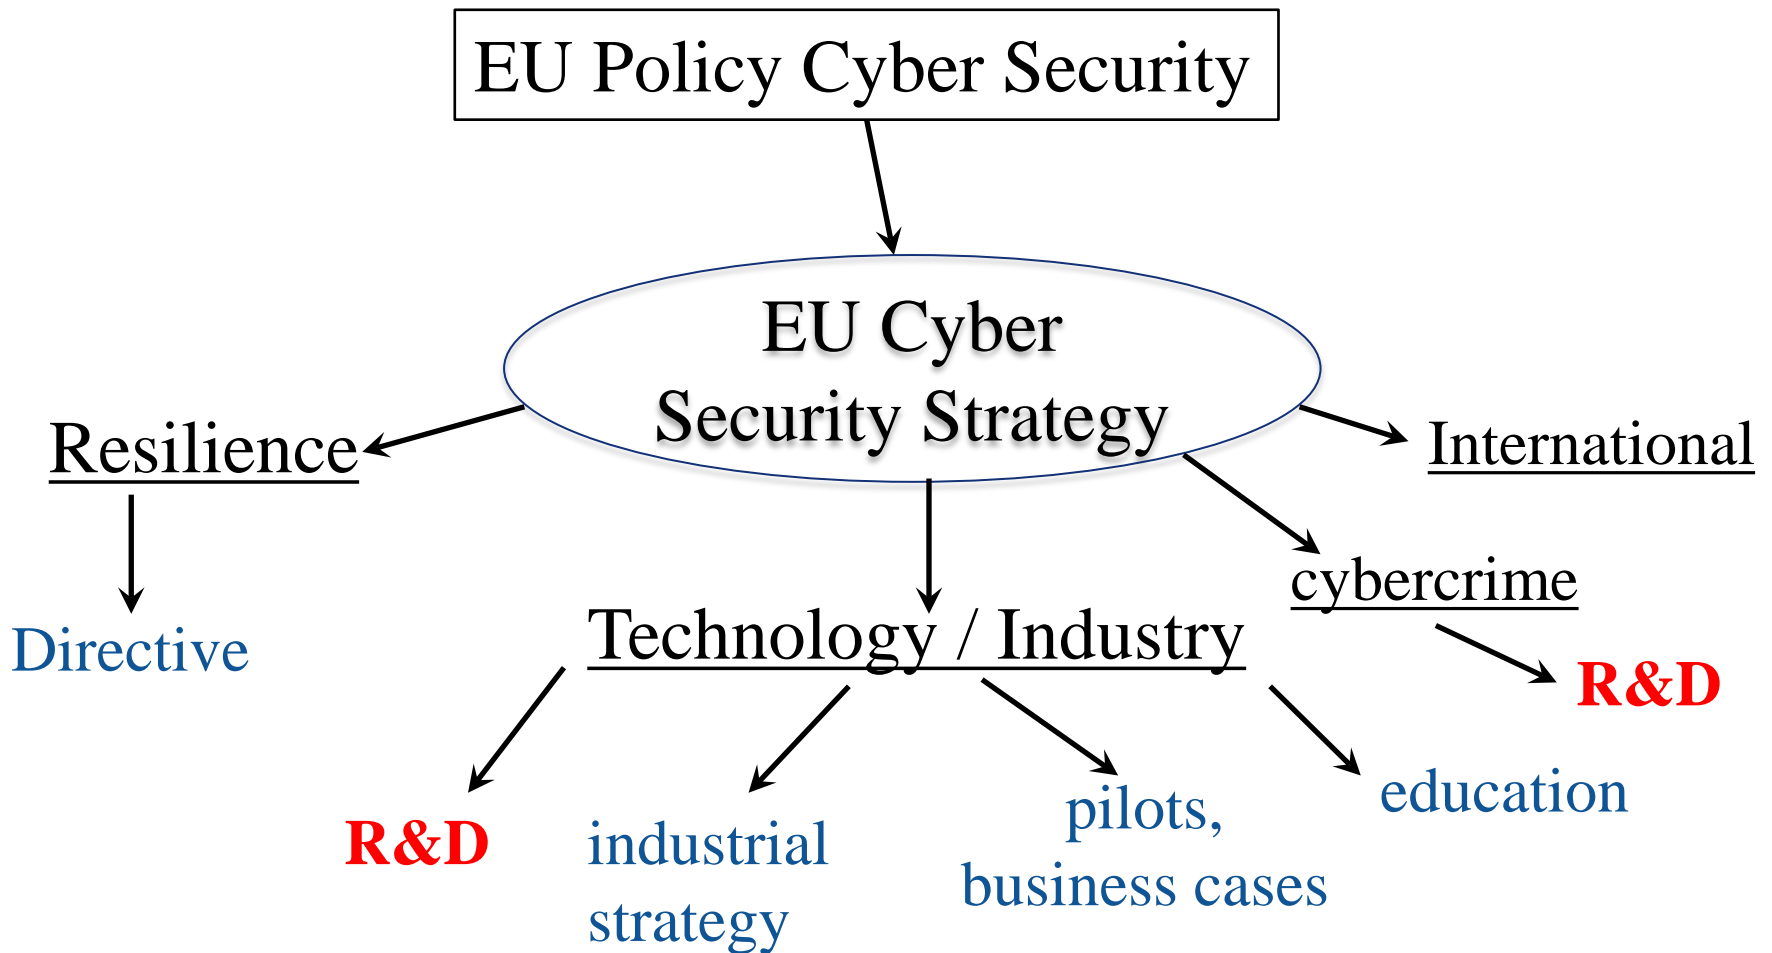 EU Policy Cyber Security
EU Cyber
Security Strategy
Resilience
International
cybercrime
Technology / Industry
Directive
R&D
education
pilots,
business cases
R&D
industrial
strategy